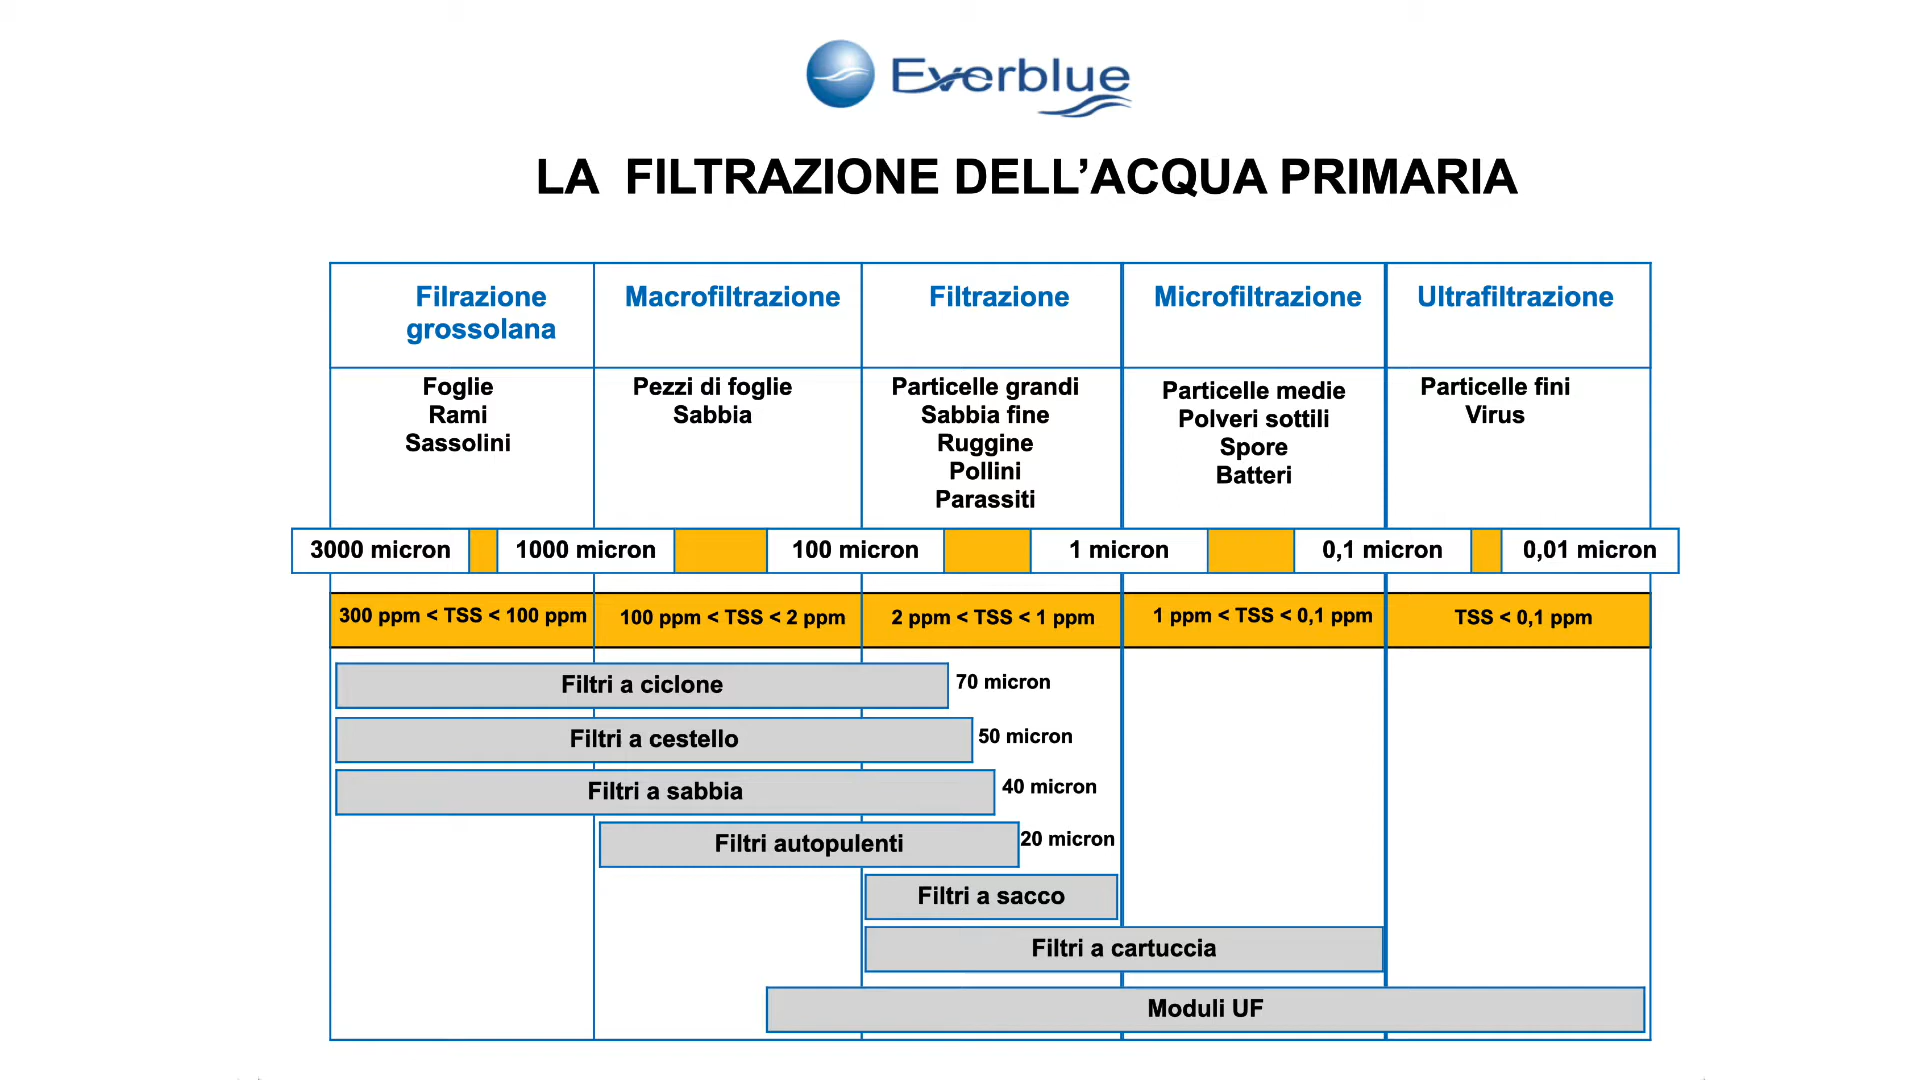 Everblue
LA FILTRAZIONE DELL’ACQUA PRIMARIA
Filrazione
grossolana
Macrofiltrazione
Filtrazione
Microfiltrazione
Ultrafiltrazione
Foglie
Rami
Sassolini
Pezzi di foglie
Sabbia
Particelle grandi
Sabbia fine
Ruggine
Pollini
Parassiti
Particelle medie
Polveri sottili
Spore
Batteri
Particelle fini
Virus
3000 micron
1000 micron
100 micron
1 micron
0,1 micron
0,01 micron
300 ppm < TSS < 100 ppm
100 ppm < TSS < 2 ppm
2 ppm < TSS < 1 ppm
1 ppm < TSS < 0,1 ppm
TSS < 0,1 ppm
Filtri a ciclone
70 micron
Filtri a cestello
50 micron
Filtri a sabbia
40 micron
Filtri autopulenti
20 micron
Filtri a sacco
Filtri a cartuccia
Moduli UF